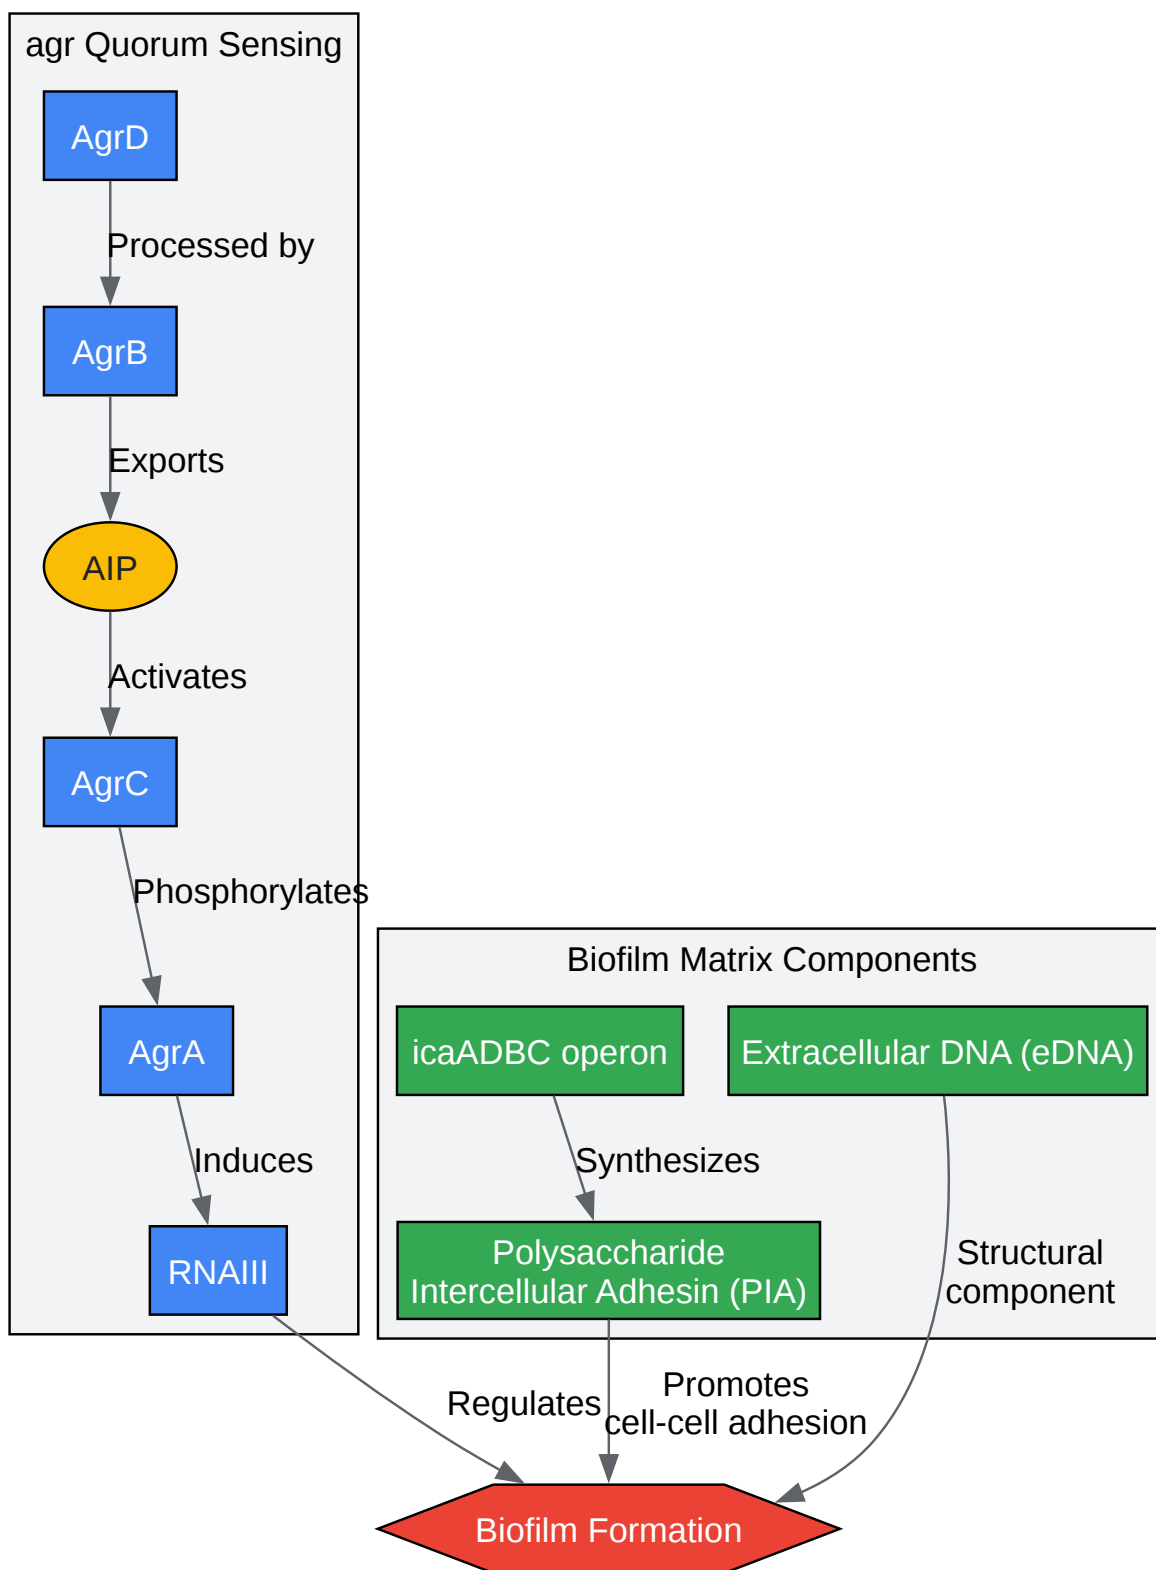 agr Quorum Sensing
AgrD
Processed by
AgrB
Exports
AIP
Activates
AgrC
Phosphorylates
AgrA
Induces
RNAIII
Biofilm Matrix Components
icaADBC operon
Extracellular DNA (eDNA)
Synthesizes
Polysaccharide
Intercellular Adhesin (PIA)
Structural
component
Regulates
Promotes
cell-cell adhesion
Biofilm Formation